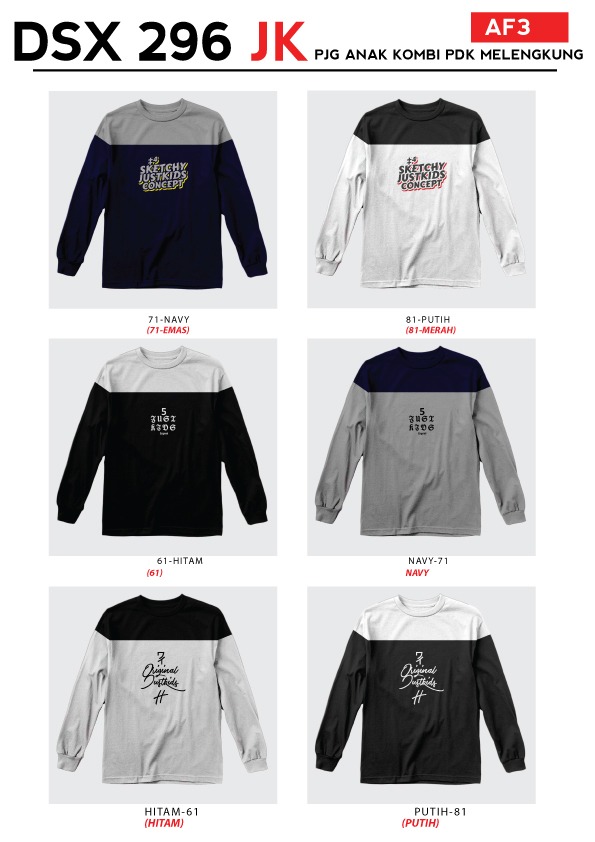 AF3
DSX 296 JK PJG ANAK KOMBI PDK MELENGKUNG
#4
SKETCHY
JUSTKIDS
CONCEPT
#4
SKETCHY
JUSTKIDS
CONCEPT
71-NAVY
(71-EMAS)
81-PUTIH
(81-MERAH)
5
JUST
KIDS
5
JUST
KIDS
61-HITAM
(61)
NAVY-71
NAVY
Original
Justkids
Original
Justkids
HITAM-61
(HITAM)
PUTIH-81
(PUTIH)